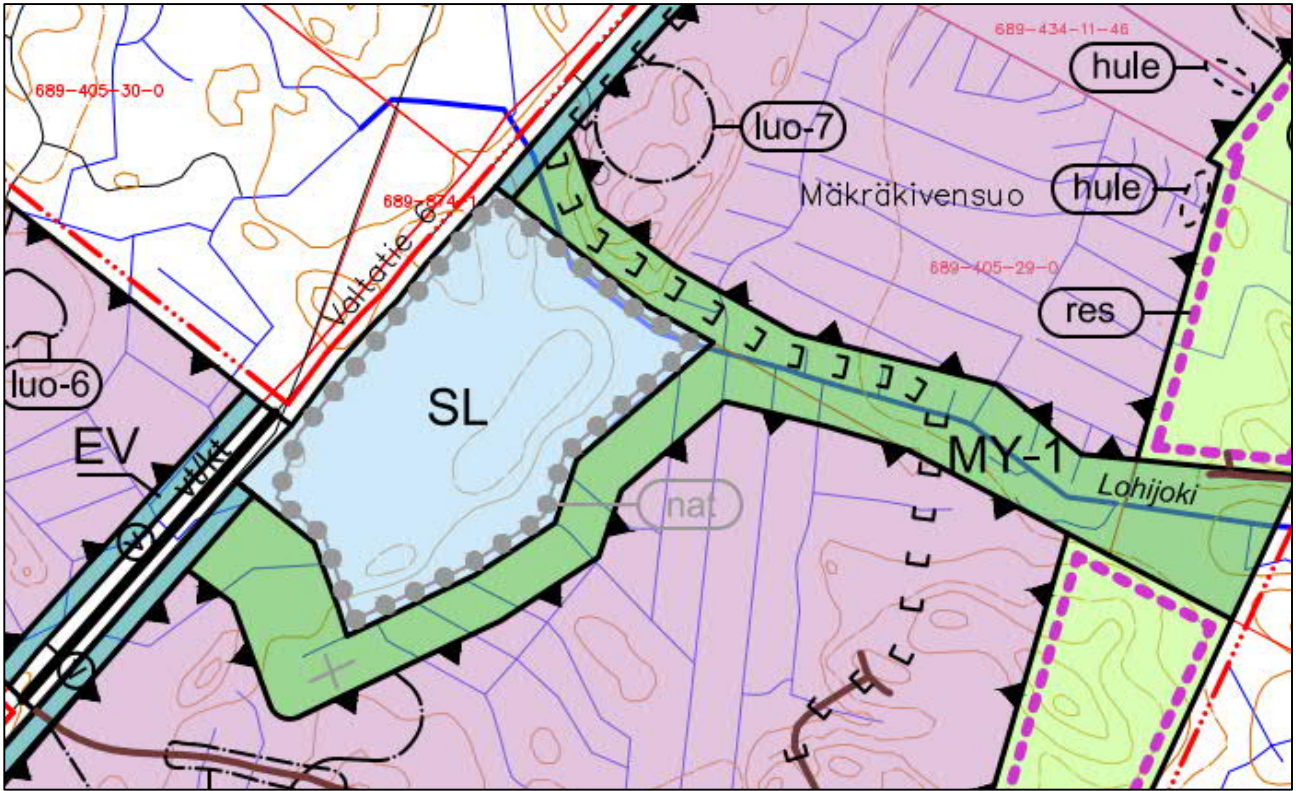 689-434-11-46
hule
689-405-30-0
luo-7
hule
Mäkräkivensuo
689-874-1
Valtatie 6
689-405-29-0
res
luo-6
SL
EV
vt/kt
MY-1
Lohijoki
nat